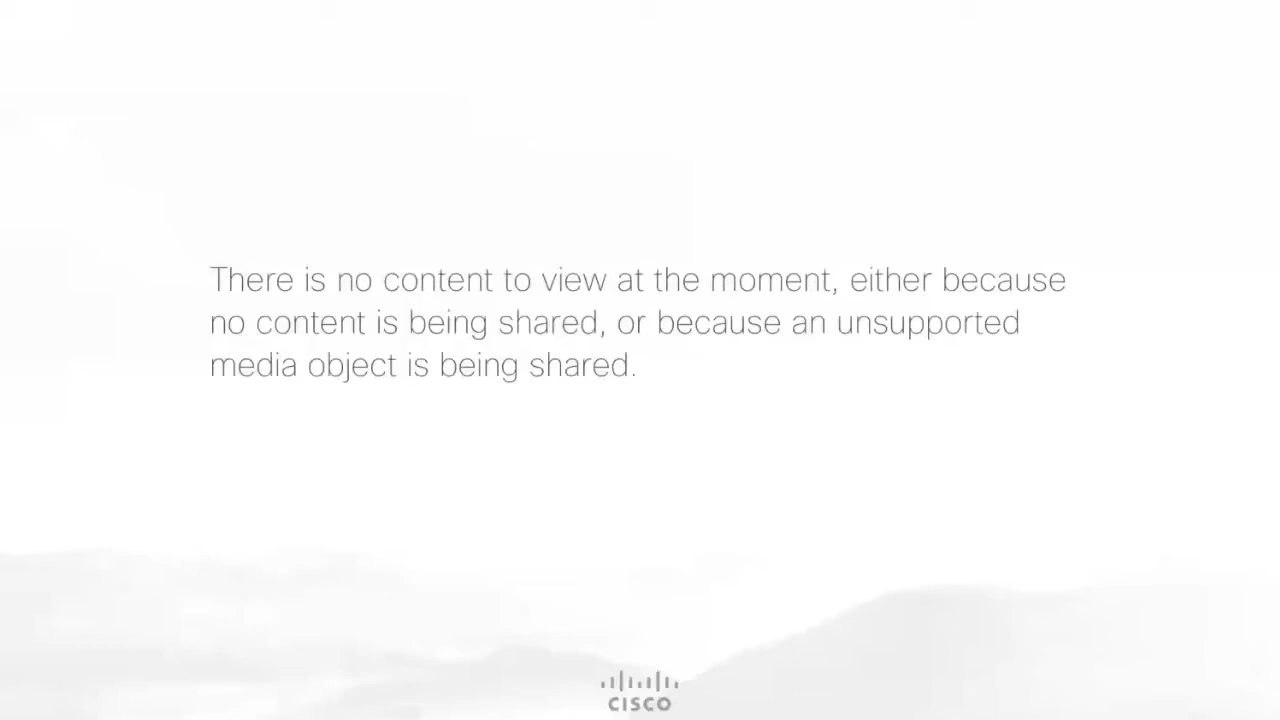 There is no content to view at the moment, either because
no content is being shared, or because an unsupported
media object is being shared.
CISCO